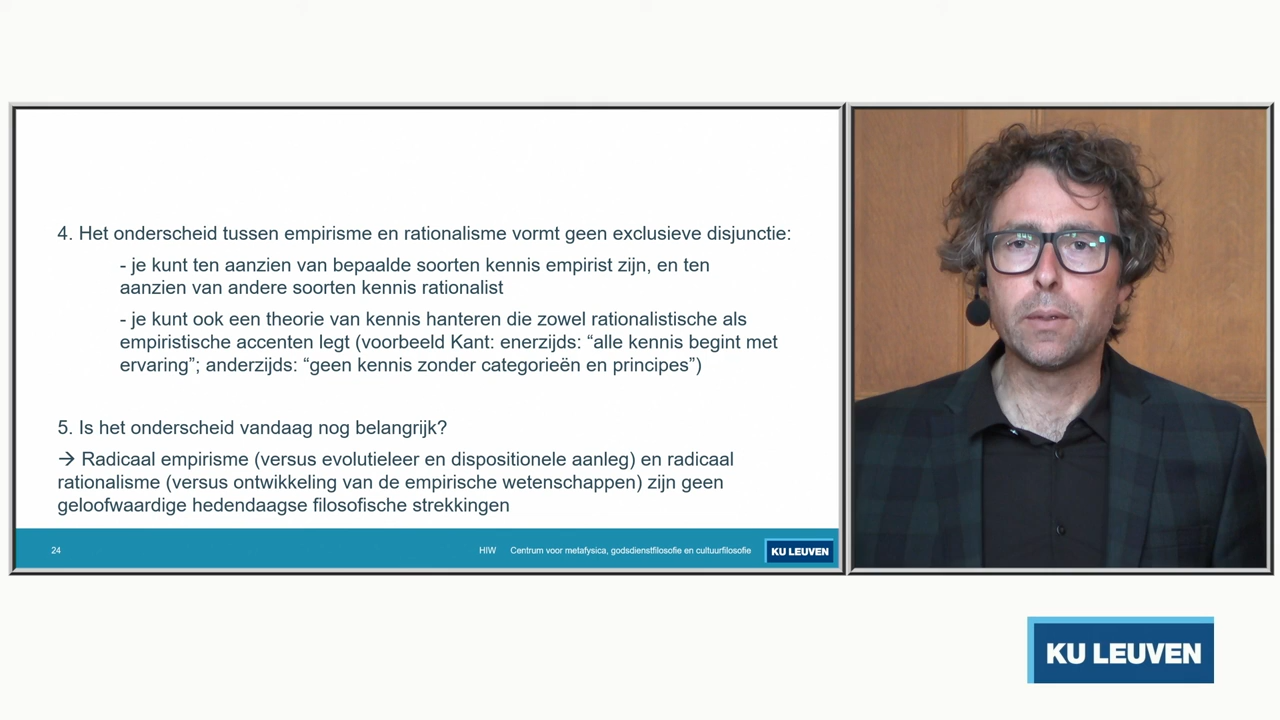 4. Het onderscheid tussen empirisme en rationalisme vormt geen exclusieve disjunctie:
- je kunt ten aanzien van bepaalde soorten kennis empirist zijn, en ten
aanzien van andere soorten kennis rationalist
- je kunt ook een theorie van kennis hanteren die zowel rationalistische als
empiristische accenten legt (voorbeeld Kant: enerzijds: “alle kennis begint met
ervaring”; anderzijds: “geen kennis zonder categorieën en principes”)
5. Is het onderscheid vandaag nog belangrijk?
→ Radicaal empirisme (versus evolutieleer en dispositionele aanleg) en radicaal
rationalisme (versus ontwikkeling van de empirische wetenschappen) zijn geen
geloofwaardige hedendaagse filosofische strekkingen
24 HIW Centrum voor metafysica, godsdienstfilosofie en cultuurfilosofie KU LEUVEN
KU LEUVEN